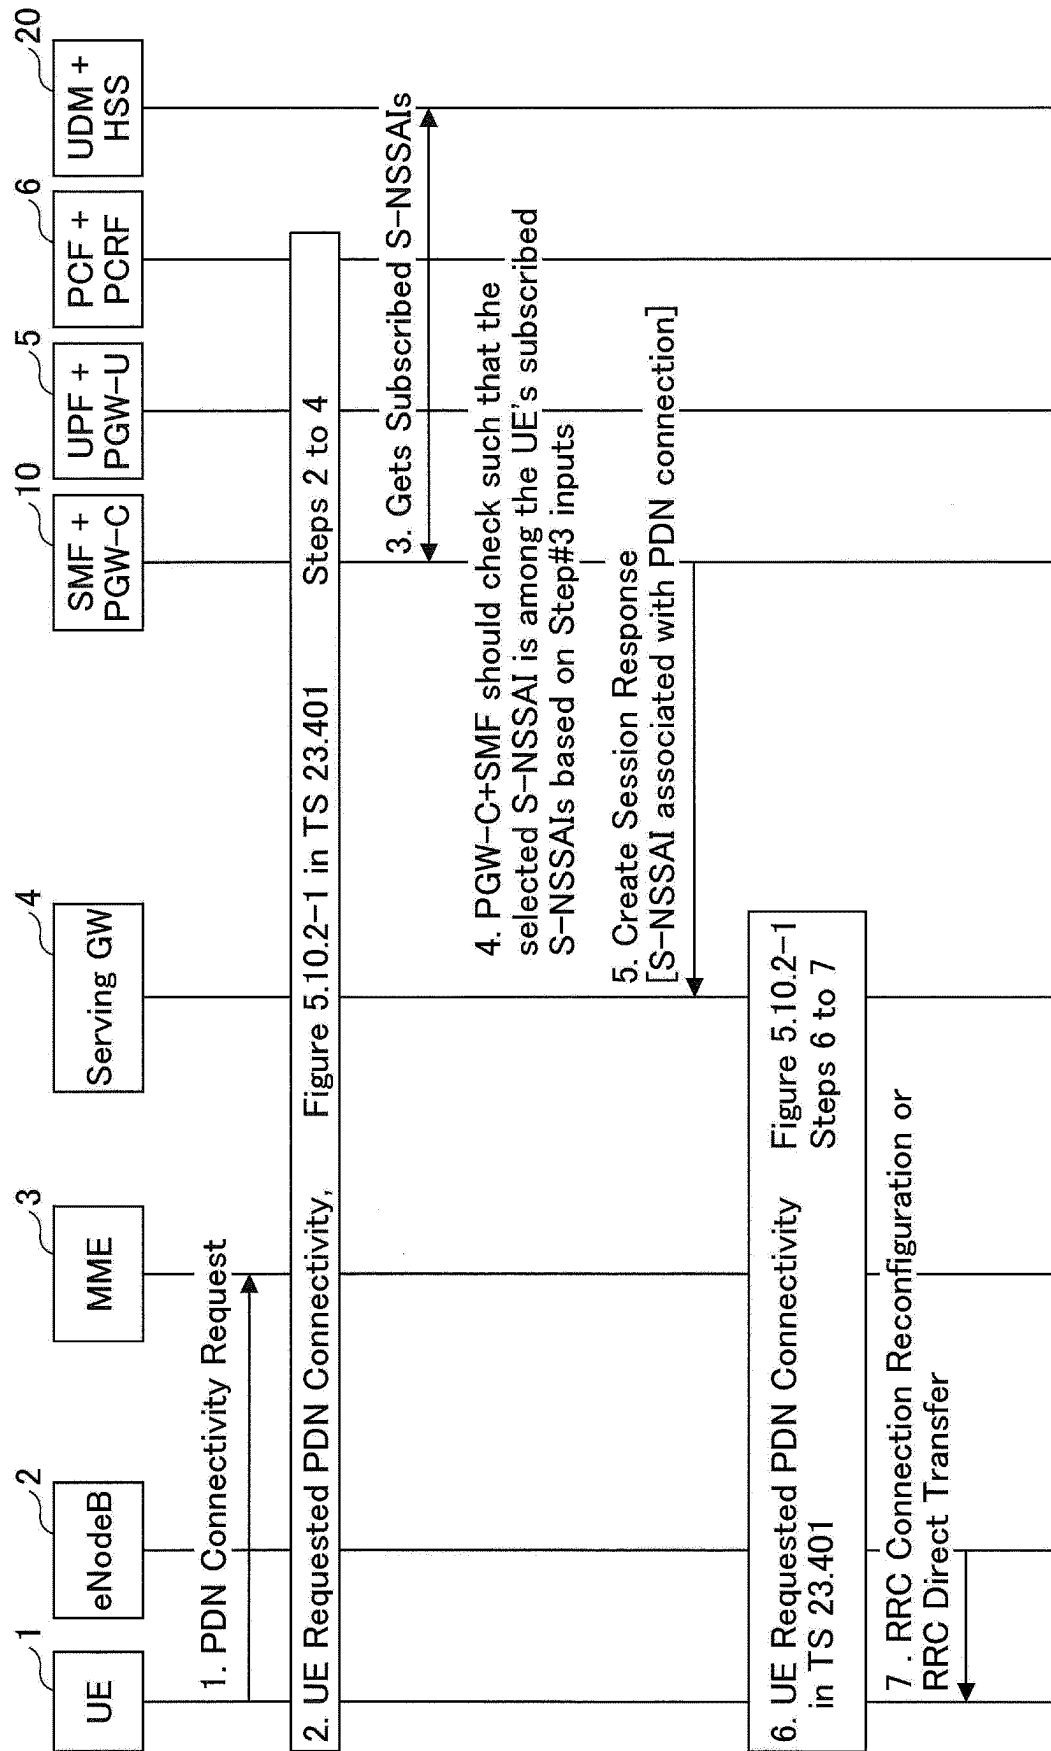 1
UE
2
eNodeB
3
MME
4
Serving GW
10
SMF +
PGW-C
5
UPF +
PGW-U
6
PCF +
PCRF
20
UDM +
HSS
1. PDN Connectivity Request
2. UE Requested PDN Connectivity, Figure 5.10.2-1 in TS 23.401 Steps 2 to 4
3. Gets Subscribed S-NSSAIs
4. PGW-C+SMF should check such that the
selected S-NSSAI is among the UE's subscribed
S-NSSAIs based on Step#3 inputs
5. Create Session Response
[S-NSSAI associated with PDN connection]
6. UE Requested PDN Connectivity Figure 5.10.2-1
in TS 23.401 Steps 6 to 7
7 . RRC Connection Reconfiguration or
RRC Direct Transfer